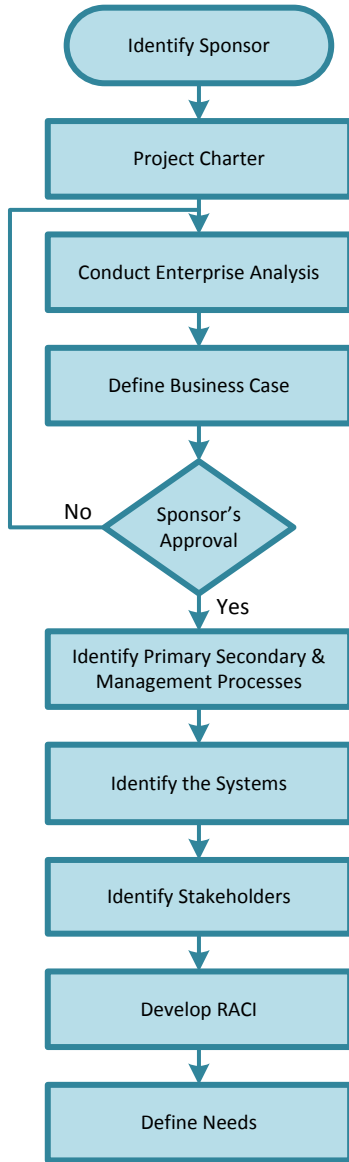 Identify Sponsor
Project Charter
Conduct Enterprise Analysis
Define Business Case
Sponsor's
Approval
No
Yes
Identify Primary Secondary &
Management Processes
Identify the Systems
Identify Stakeholders
Develop RACI
Define Needs